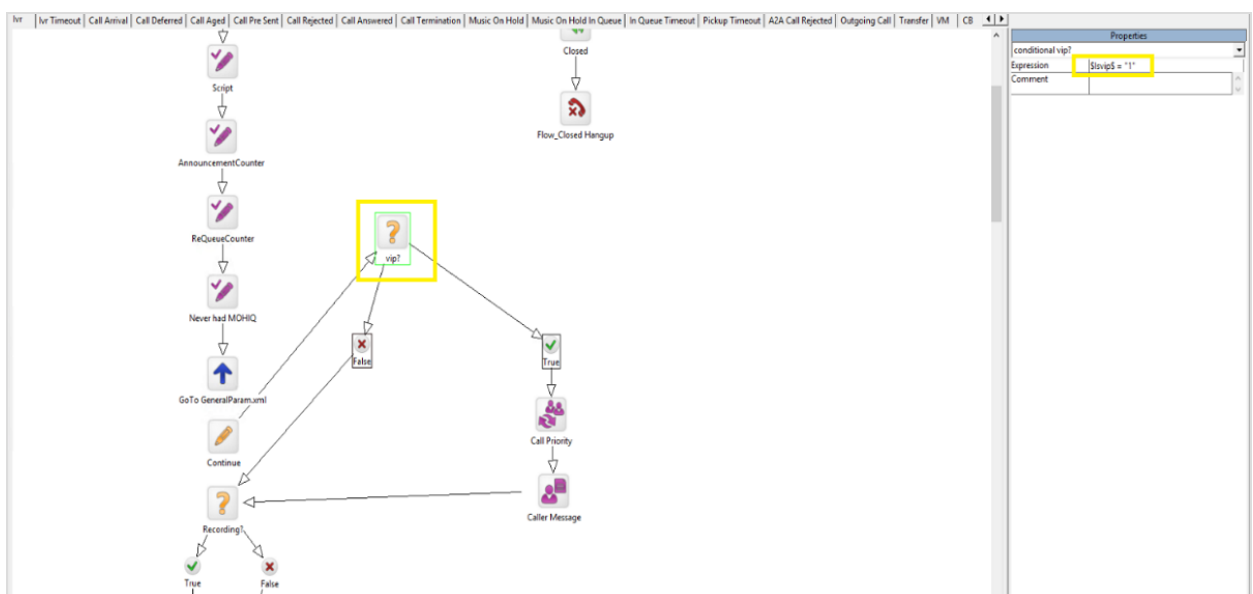 Ivr Ivr Timeout Call Arrival Call Deferred Call Aged Call Pre Sent Call Rejected Call Answered Call Termination Music On Hold Music On Hold In Queue In Queue Timeout Pickup Timeout A2A Call Rejected Outgoing Call Transfer VM CB
Script
AnnouncementCounter
ReQueueCounter
Never had MOHIQ
GoTo GeneralParam.xml
Continue
Closed
Flow_Closed Hangup
vip?
False
True
Call Priority
Caller Message
Recording?
True
False
Properties
conditional vip?
Expression $Isvip$ = "1"
Comment